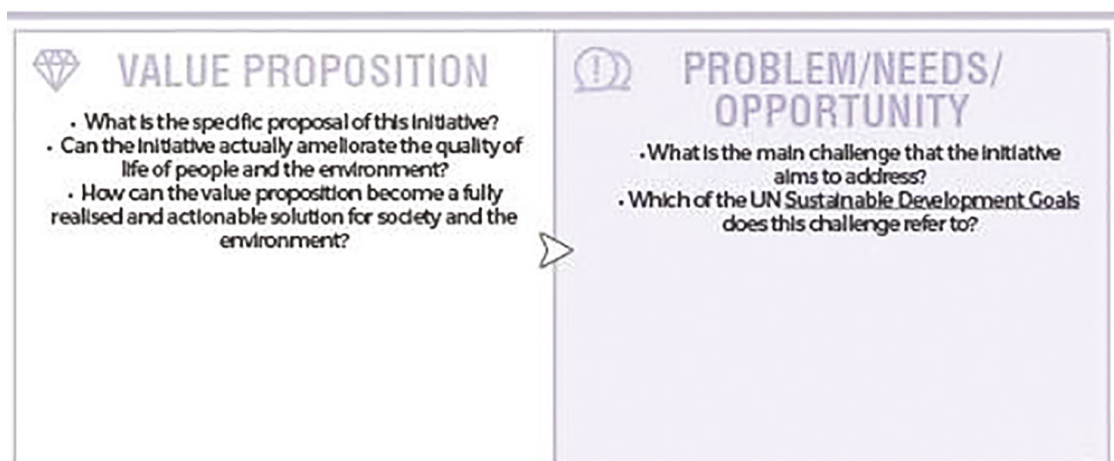 VALUE PROPOSITION
• What is the specific proposal of this initiative?
• Can the initiative actually ameliorate the quality of
life of people and the environment?
• How can the value proposition become a fully
realised and actionable solution for society and the
environment?
PROBLEM/NEEDS/
OPPORTUNITY
• What is the main challenge that the initiative
aims to address?
• Which of the UN Sustainable Development Goals
does this challenge refer to?